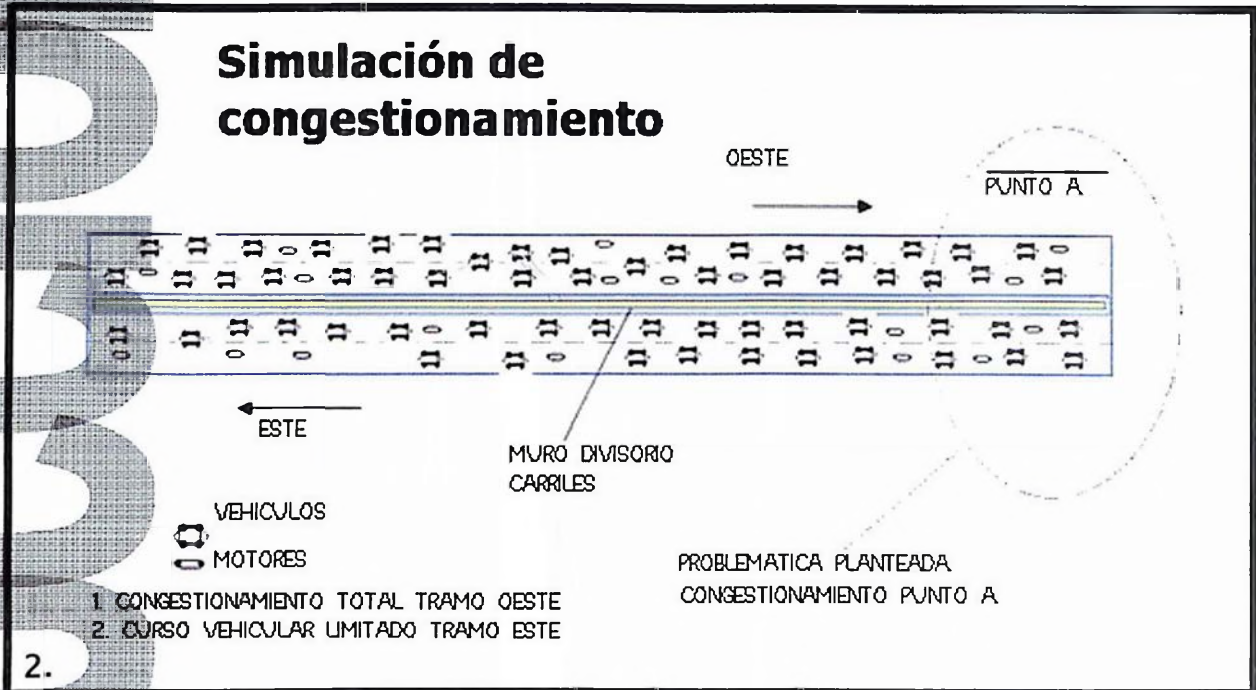 Simulación de
congestionamiento
OESTE
PUNTO A
ESTE
MURO DIVISORIO
CARRILES
VEHICULOS
MOTORES
PROBLEMATICA PLANTEADA
CONGESTIONAMIENTO PUNTO A
1 CONGESTIONAMIENTO TOTAL TRAMO OESTE
2. CURSO VEHICULAR LIMITADO TRAMO ESTE
2.